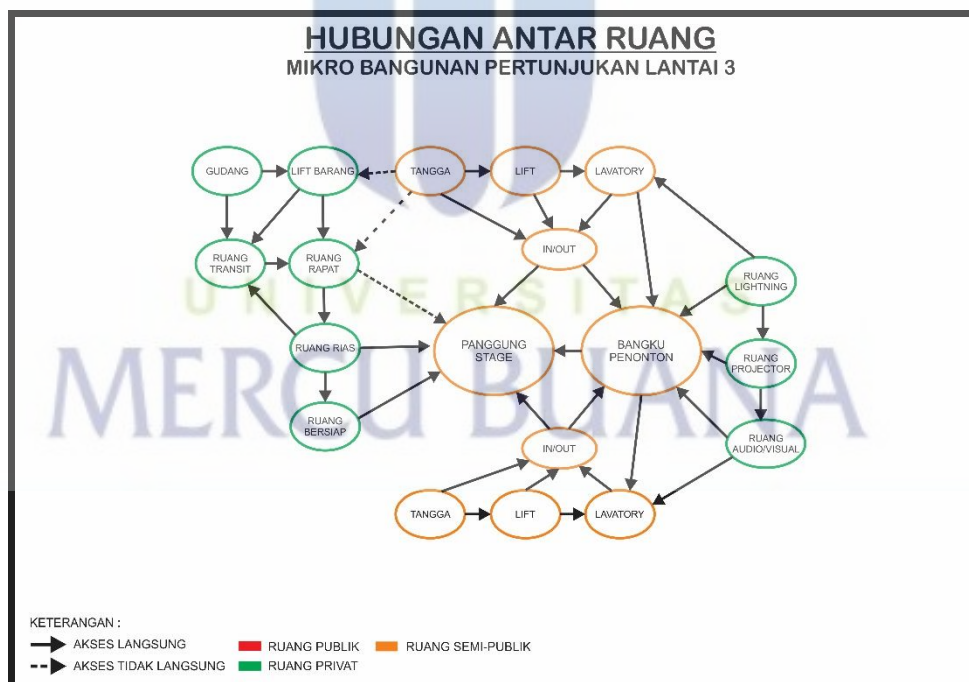 HUBUNGAN ANTAR RUANG
MIKRO BANGUNAN PERTUNJUKAN LANTAI 3
GUDANG
LIFT BARANG
TANGGA
LIFT
LAVATORY
IN/OUT
RUANG
TRANSIT
RUANG
RAPAT
RUANG
LIGHTNING
UNIVERSITAS
MERCU BUANA
RUANG RIAS
PANGGUNG
STAGE
BANGKU
PENONTON
RUANG
PROJECTOR
RUANG
BERSIAP
IN/OUT
RUANG
AUDIO/VISUAL
TANGGA
LIFT
LAVATORY
KETERANGAN :
AKSES LANGSUNG
RUANG PUBLIK
RUANG SEMI-PUBLIK
AKSES TIDAK LANGSUNG
RUANG PRIVAT